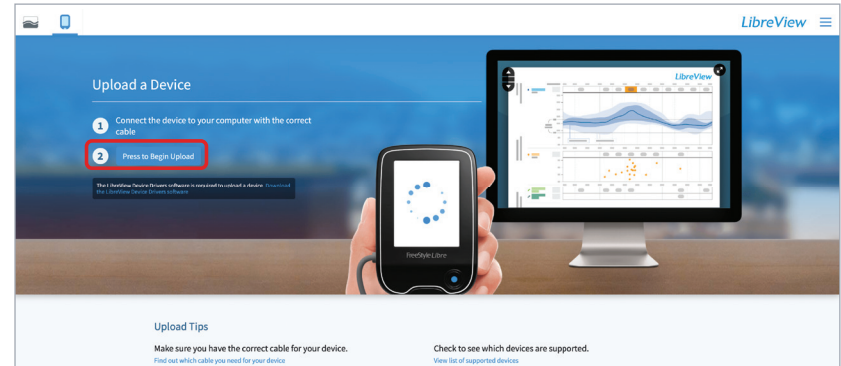 LibreView
Upload a Device
1 Connect the device to your computer with the correct
cable
2 Press to Begin Upload
The LibreView Device Drivers software is required to upload a device. Download
the LibreView Device Drivers software
LibreView
FreeStyle Libre
Upload Tips
Make sure you have the correct cable for your device.
Find out which cable you need for your device
Check to see which devices are supported.
View list of supported devices